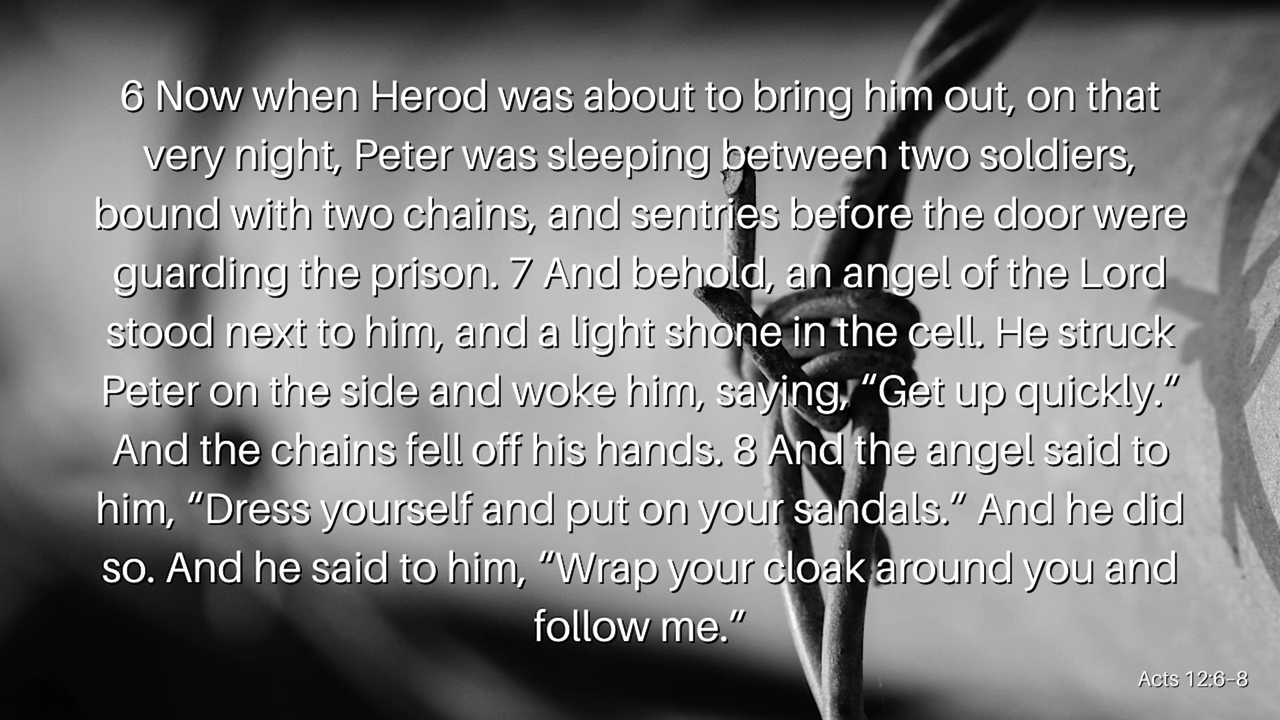 6 Now when Herod was about to bring him out, on that
very night, Peter was sleeping between two soldiers,
bound with two chains, and sentries before the door were
guarding the prison. 7 And behold, an angel of the Lord
stood next to him, and a light shone in the cell. He struck
Peter on the side and woke him, saying, “Get up quickly.”
And the chains fell off his hands. 8 And the angel said to
him, “Dress yourself and put on your sandals.” And he did
so. And he said to him, “Wrap your cloak around you and
follow me.”
Acts 12:6–8